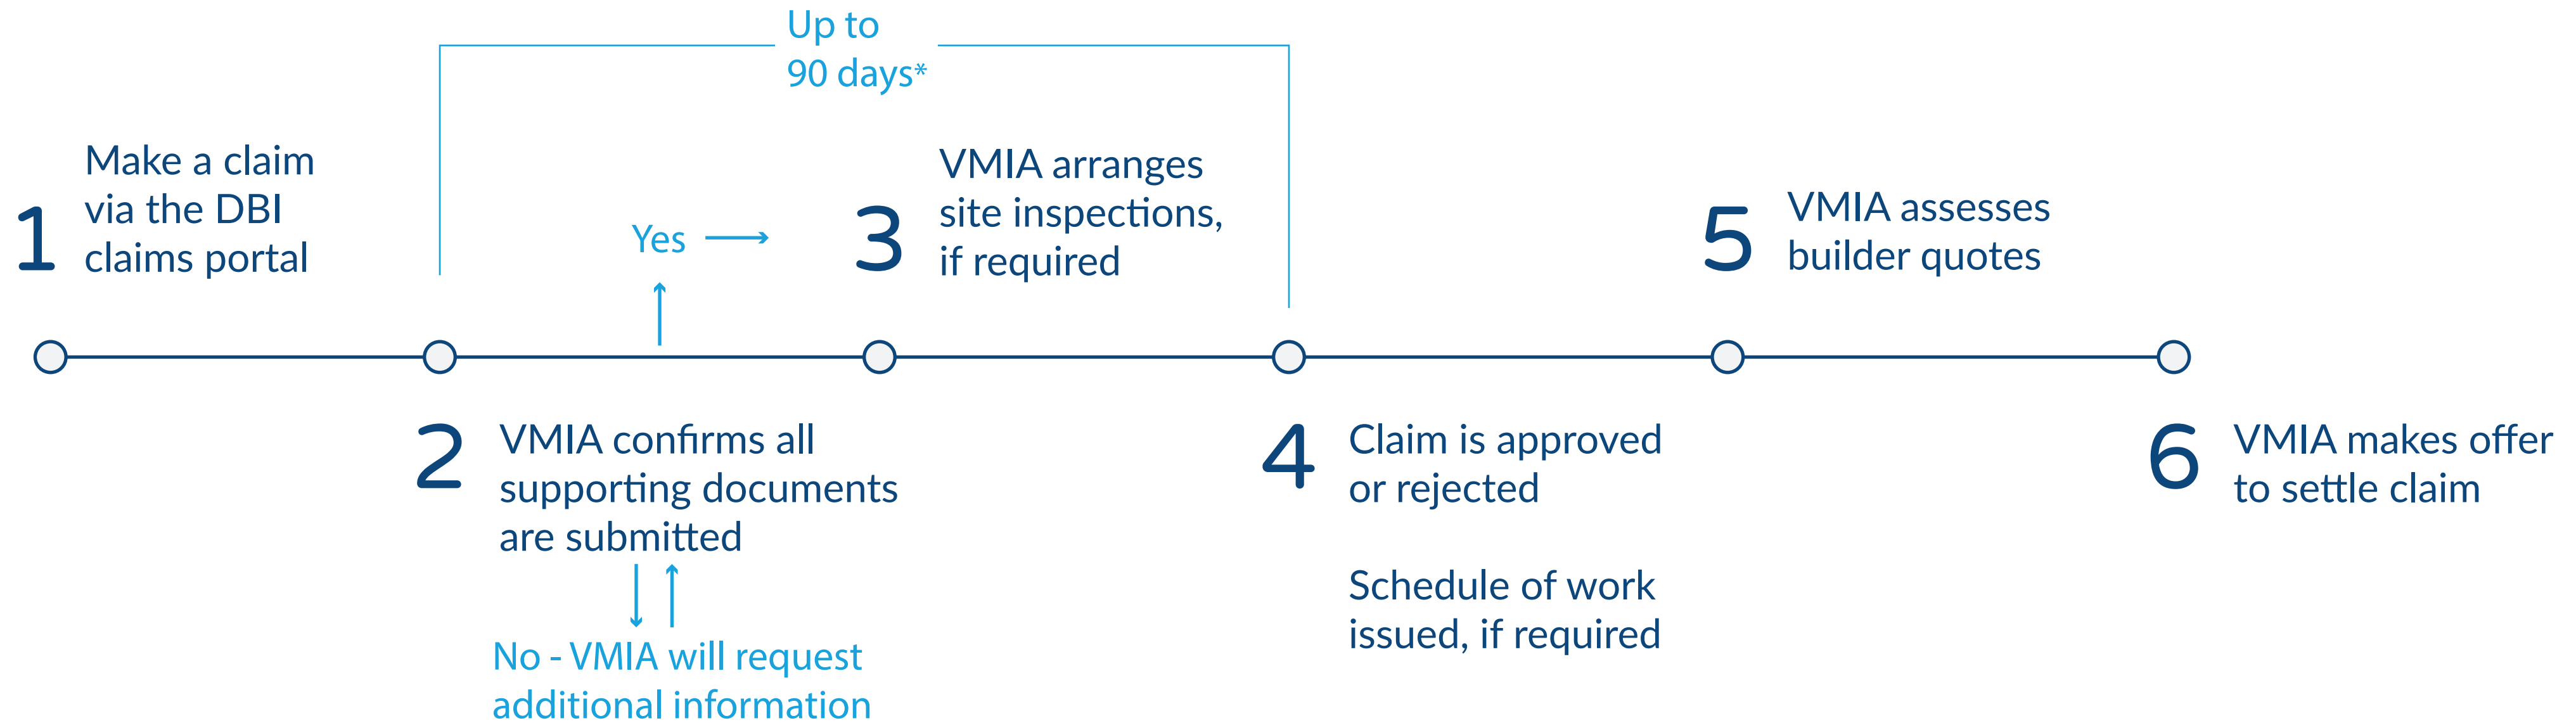 Up to
90 days*
1
Make a claim
via the DBI
claims portal
Yes
3
VMIA arranges
site inspections,
if required
5
VMIA assesses
builder quotes
2
VMIA confirms all
supporting documents
are submitted
No - VMIA will request
additional information
4
Claim is approved
or rejected
Schedule of work
issued, if required
6
VMIA makes offer
to settle claim